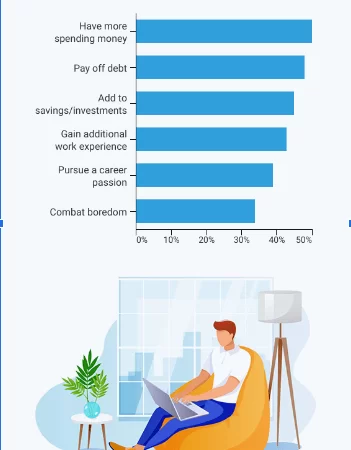 Have more
spending money
Pay off debt
Add to
savings/investments
Gain additional
work experience
Pursue a career
passion
Combat boredom
0% 10% 20% 30% 40% 50%